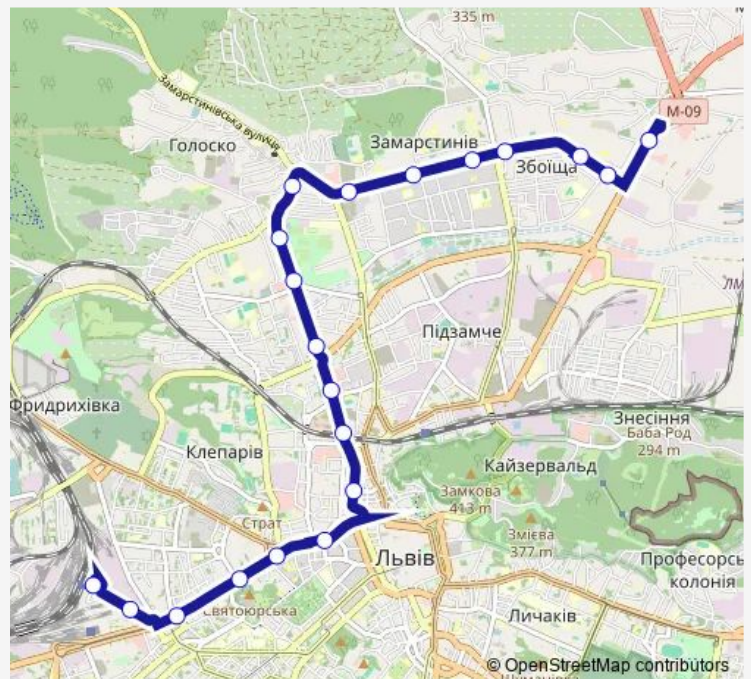 335 m
Замарстинівська вулиця
М-09
Голоско
Замарстинів
Збоїща
Підзамче
Фридрихівка
Знесіння
Баба Род
294 m
Клепарів
Кайзервальд
Замкова
413 m
Страт
Змієва
377 m
Львів
Професорсь
колонія
Святоюрська
Личаків
© OpenStreetMap contributors